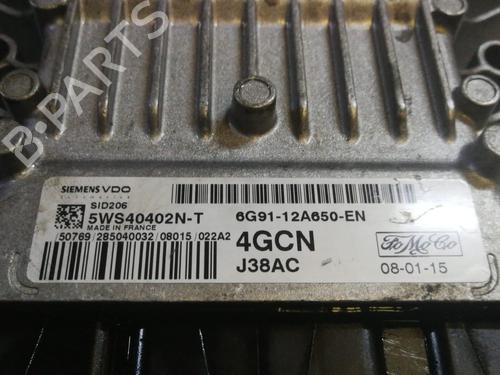 B-PARTS
SIEMENS VDO
Automotive
SID206
5WS40402N-T
MADE IN FRANCE
50769/285040032/08015/022A2
6G91-12A650-EN
4GCN
J38AC
FoMoCo
08-01-15